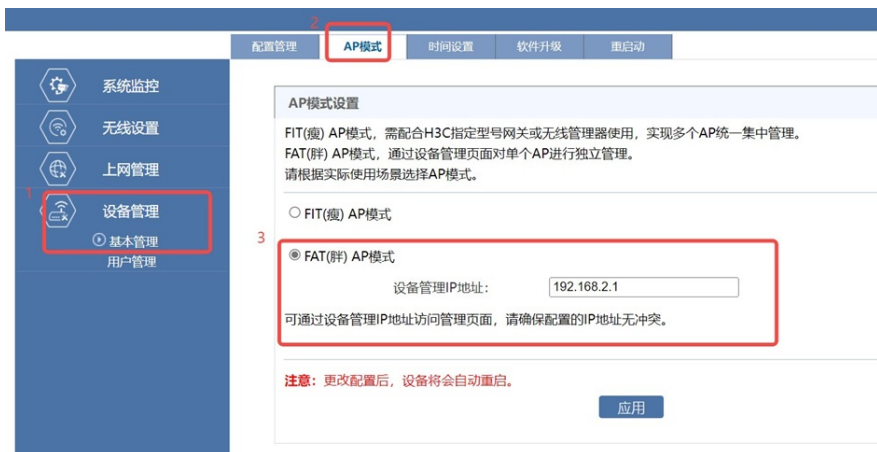 2
配置管理 AP模式 时间设置 软件升级 重启动
系统监控
无线设置
上网管理
1
设备管理
基本管理
用户管理
AP模式设置
FIT(瘦) AP模式，需配合H3C指定型号网关或无线管理器使用，实现多个AP统一集中管理。
FAT(胖) AP模式，通过设备管理页面对单个AP进行独立管理。
请根据实际使用场景选择AP模式。
FIT(瘦) AP模式
3
FAT(胖) AP模式
设备管理IP地址： 192.168.2.1
可通过设备管理IP地址访问管理页面，请确保配置的IP地址无冲突。
注意：更改配置后，设备将会自动重启。
应用